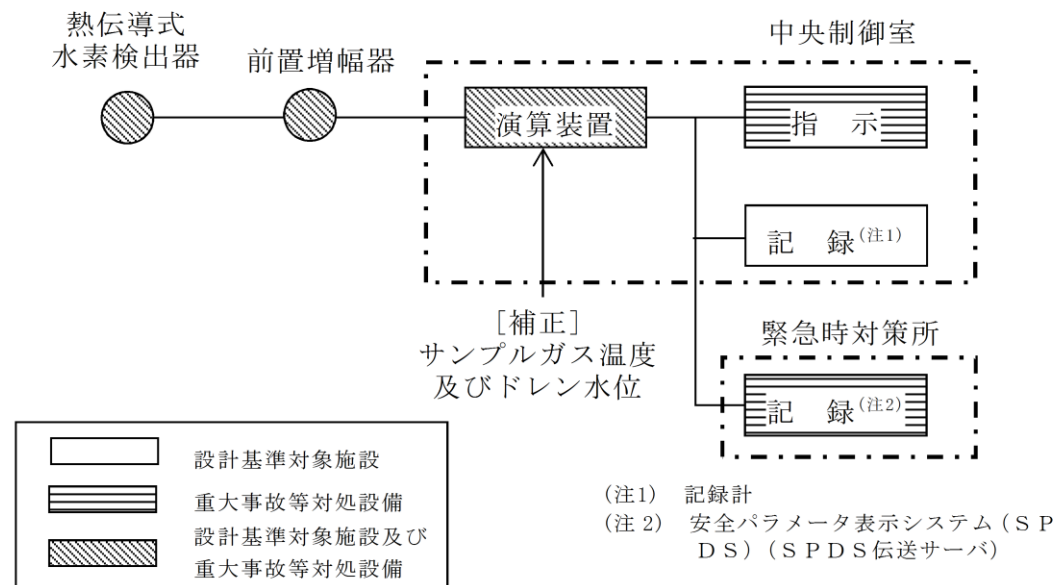 熱伝導式
水素検出器
前置増幅器
中央制御室
演算装置
指 示
記 録(注1)
[補正]
サンプルガス温度
及びドレン水位
緊急時対策所
記 録(注2)
設計基準対象施設
重大事故等対処設備
設計基準対象施設及び
重大事故等対処設備
(注1) 記録計
(注 2) 安全パラメータ表示システム(SP
DS)(SPDS伝送サーバ)